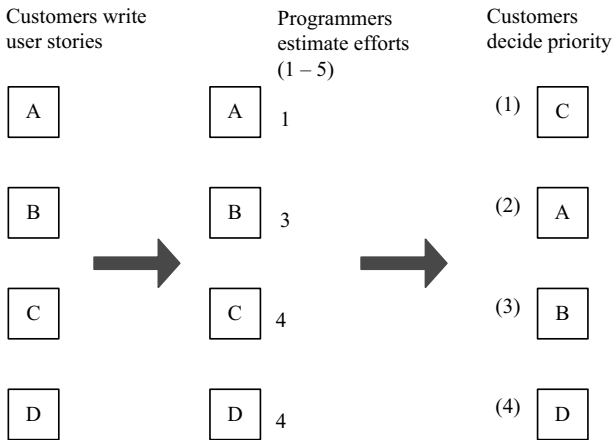 Customers write
user stories
Programmers
estimate efforts
(1 – 5)
Customers
decide priority
A
A 1
(1) C
B
B 3
(2) A
C
C 4
(3) B
D
D 4
(4) D